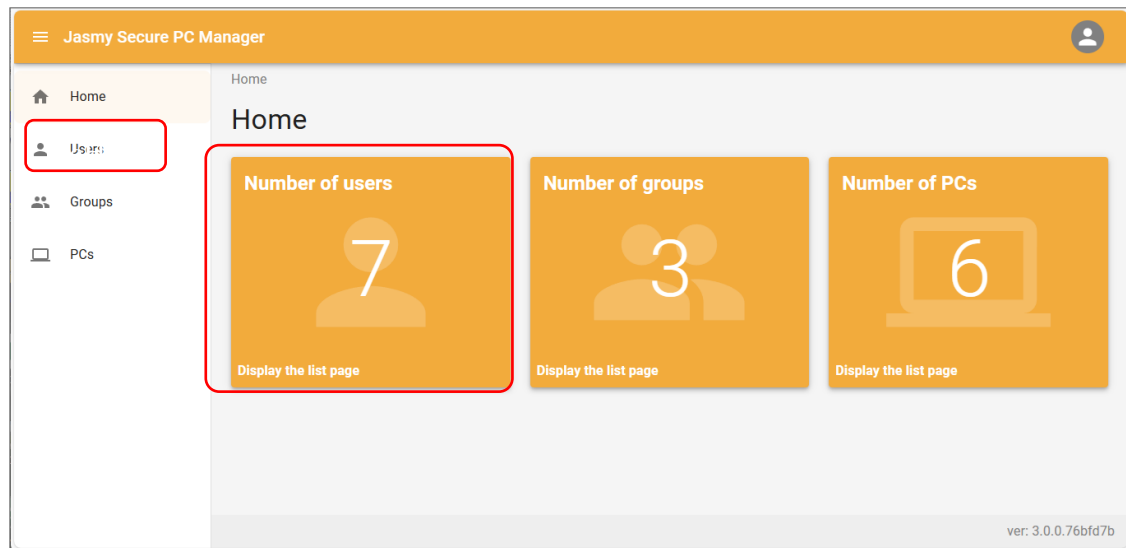 Jasmy Secure PC Manager
Home
Users
Groups
PCs
Home
Home
Number of users
7
Display the list page
Number of groups
3
Display the list page
Number of PCs
6
Display the list page
ver: 3.0.0.76bfd7b